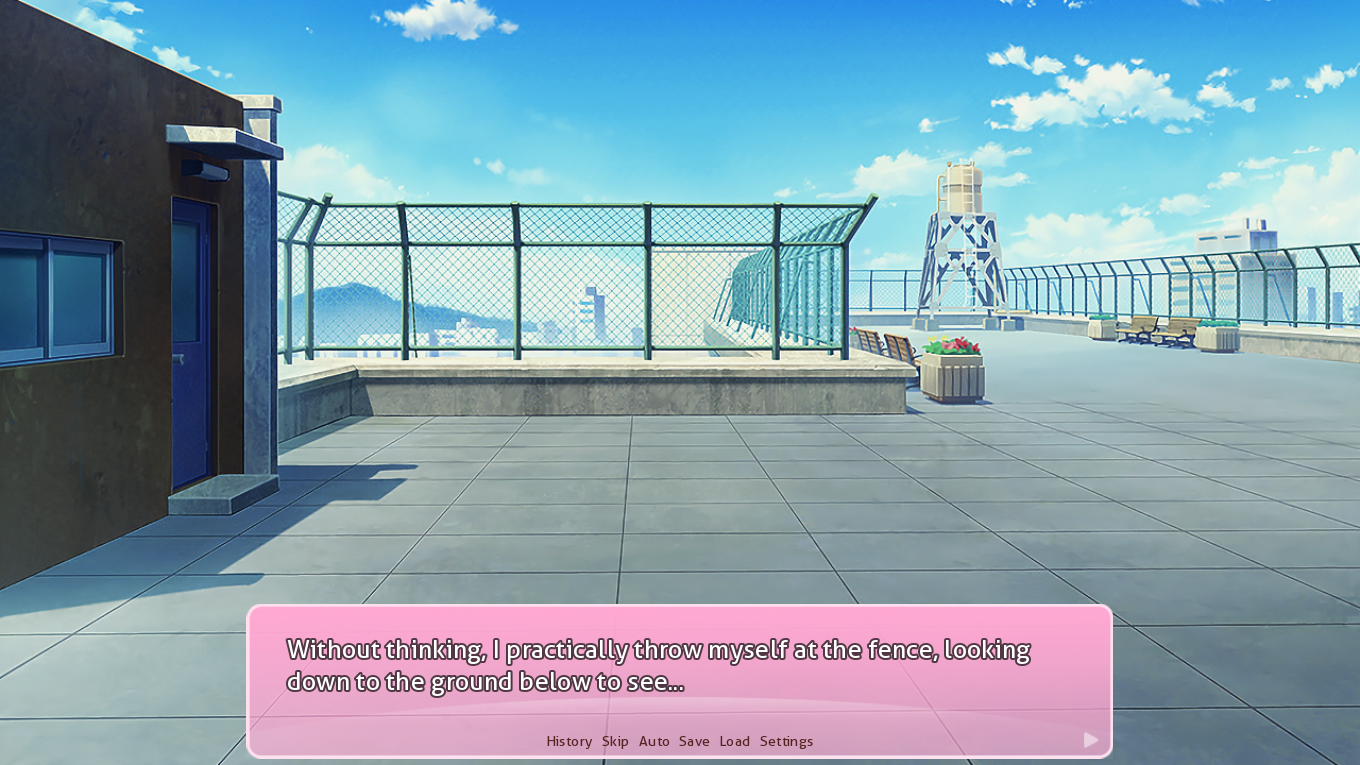 Without thinking, I practically throw myself at the fence, looking
down to the ground below to see...
History Skip Auto Save Load Settings